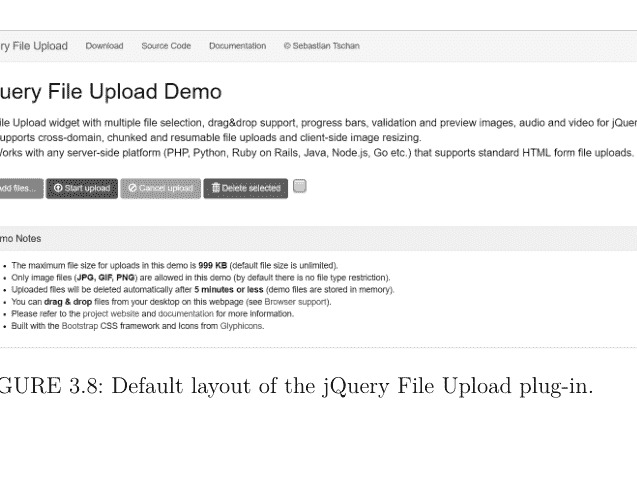 ry File Upload Download Source Code Documentation © Sebastian Tschan
uery File Upload Demo
ile Upload widget with multiple file selection, drag&drop support, progress bars, validation and preview images, audio and video for jQuer
upports cross-domain, chunked and resumable file uploads and client-side image resizing.
Works with any server-side platform (PHP, Python, Ruby on Rails, Java, Node.js, Go etc.) that supports standard HTML form file uploads.
Add files... Start upload Cancel upload Delete selected
mo Notes
• The maximum file size for uploads in this demo is 999 KB (default file size is unlimited).
• Only image files (JPG, GIF, PNG) are allowed in this demo (by default there is no file type restriction).
• Uploaded files will be deleted automatically after 5 minutes or less (demo files are stored in memory).
• You can drag & drop files from your desktop on this webpage (see Browser support).
• Please refer to the project website and documentation for more information.
• Built with the Bootstrap CSS framework and Icons from Glyphicons.
GURE 3.8: Default layout of the jQuery File Upload plug-in.